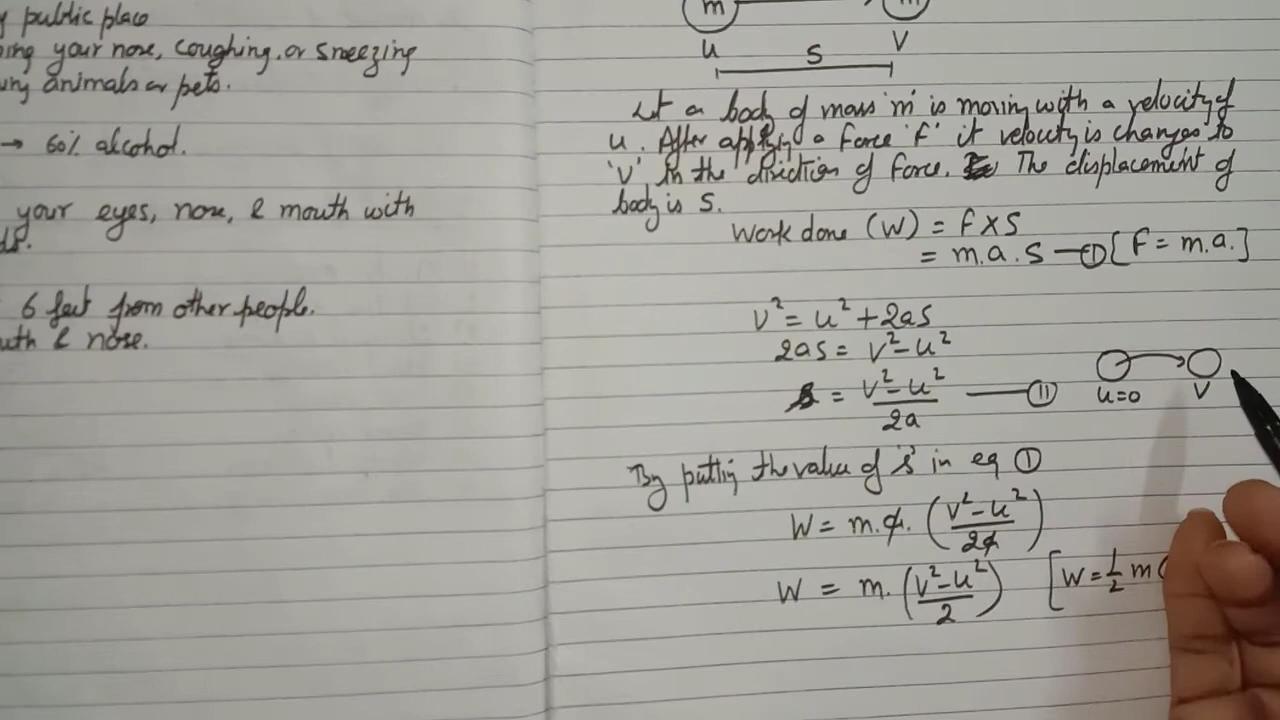 public place
your nose, coughing. or sneezing
animals or pets.
→ 60% alcohol.
your eyes, nose, & mouth with
6 feet from other people.
& nose.
m m
u S V
Let a body of mass 'm' is moving with a velocity of
u. After applying a Force 'F' it velocity is changes to
'V' in the direction of force. The displacement of
body is S.
Work done (W) = F X S
= m.a. S — ① [F = m.a.]
V² = u² + 2as
2as = V² - u²
s = (V² - u²)/2a — (II)
u=0 V
By putting the value of 's' in eq ①
W = m.a. ((V² - u²)/2a)
W = m. ((V² - u²)/2) [W = 1/2 m (